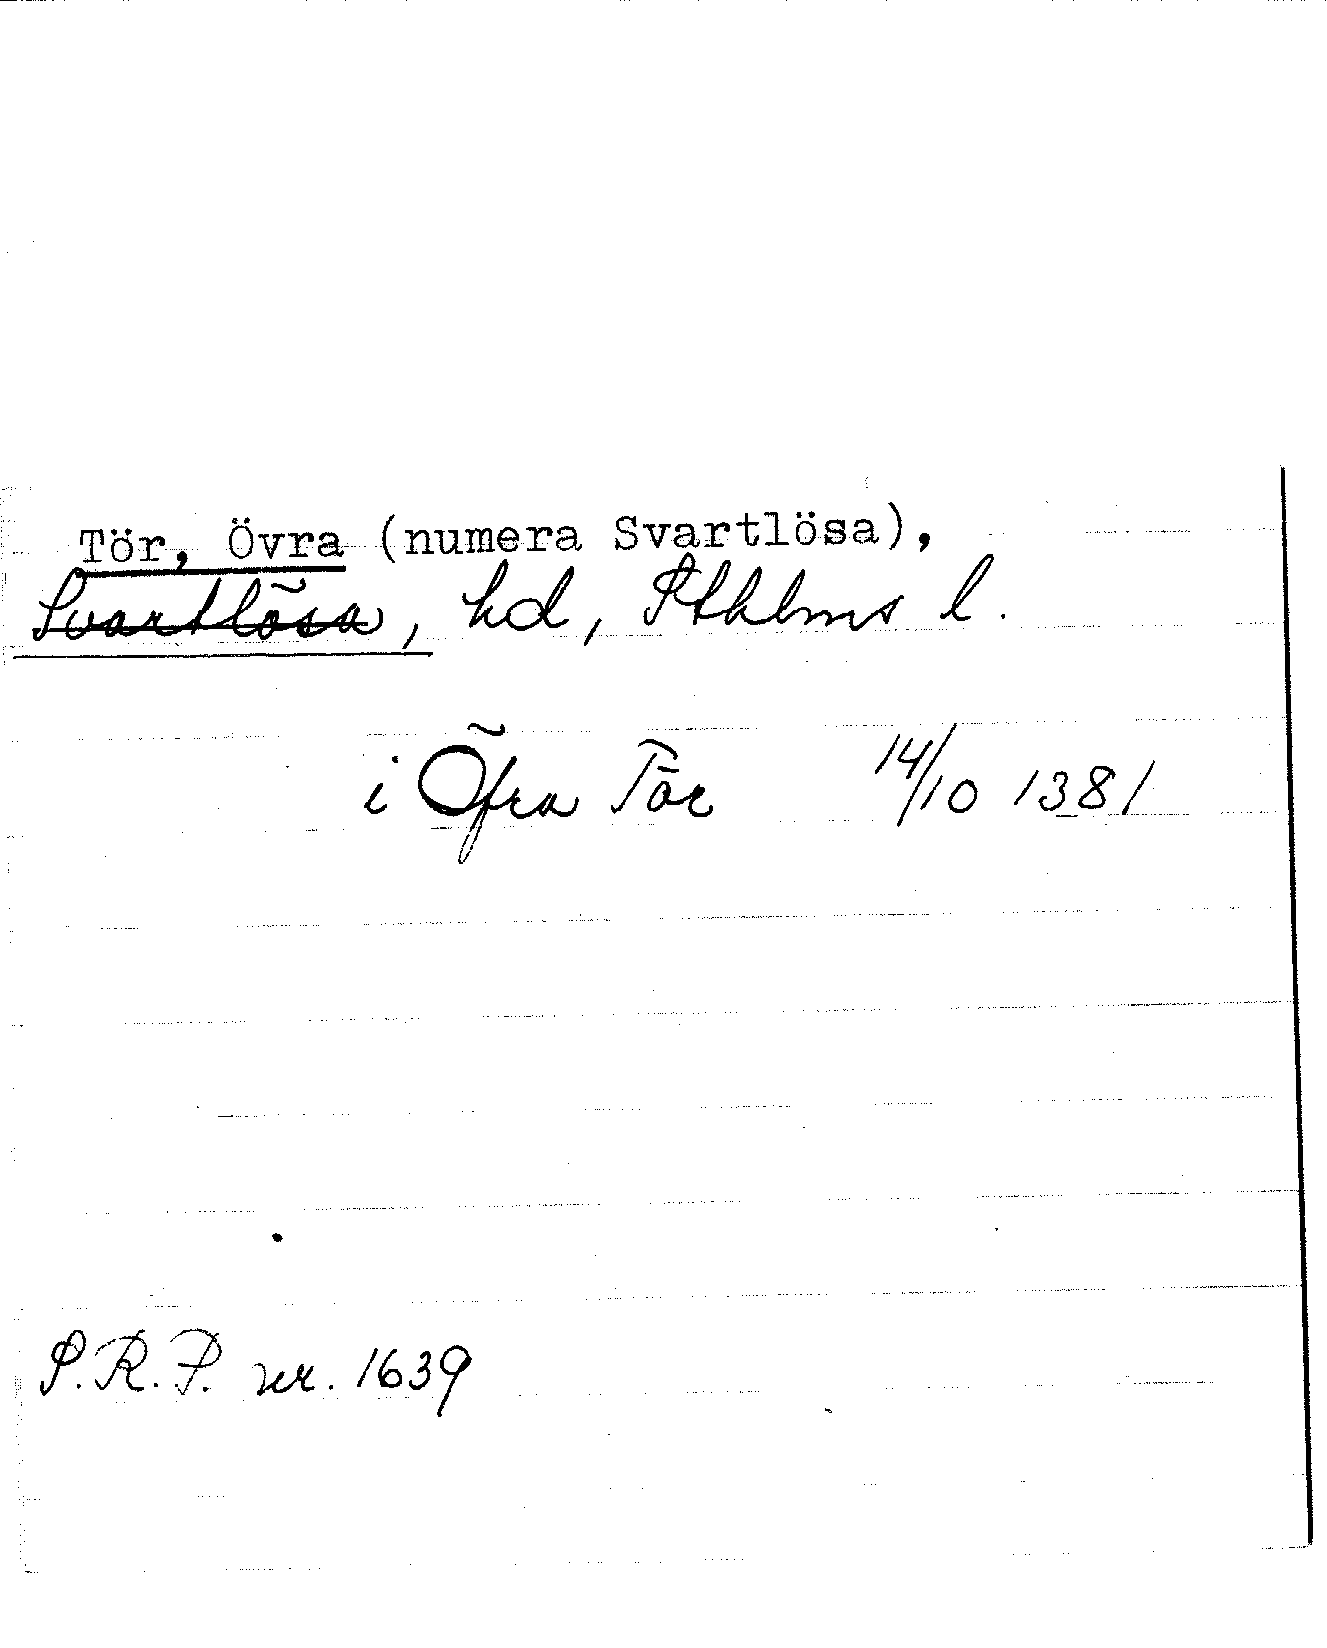 Tör, Övra (numera Svartlösa),
Svartlösa, hd, Sthlms l.
i Öfra Tör 14/10 1381
S.R.P. nr. 1639